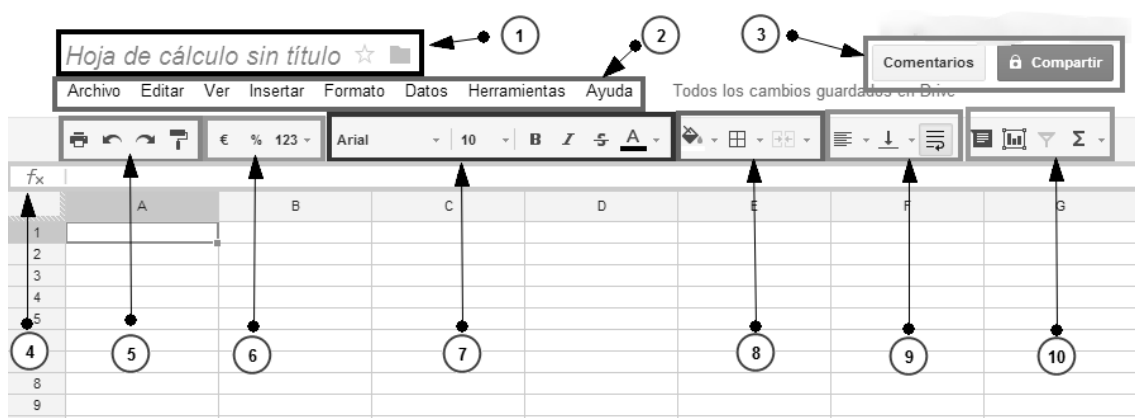 1
2
3
Hoja de cálculo sin título
Comentarios
Compartir
Archivo Editar Ver Insertar Formato Datos Herramientas Ayuda Todos los cambios guardados en Drive
€ % 123 Arial 10 B I S A Σ
fx
A B C D E F G
1
2
3
4
5
4 5 6 7 8 9 10
8
9